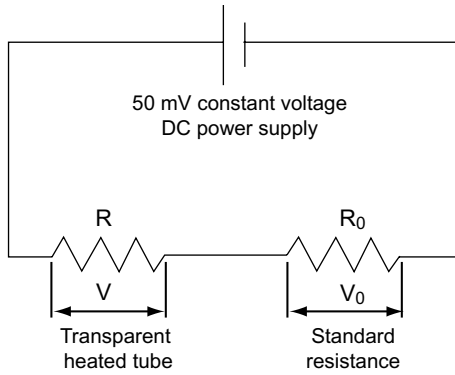 50 mV constant voltage
DC power supply
R
R₀
V
V₀
Transparent
heated tube
Standard
resistance